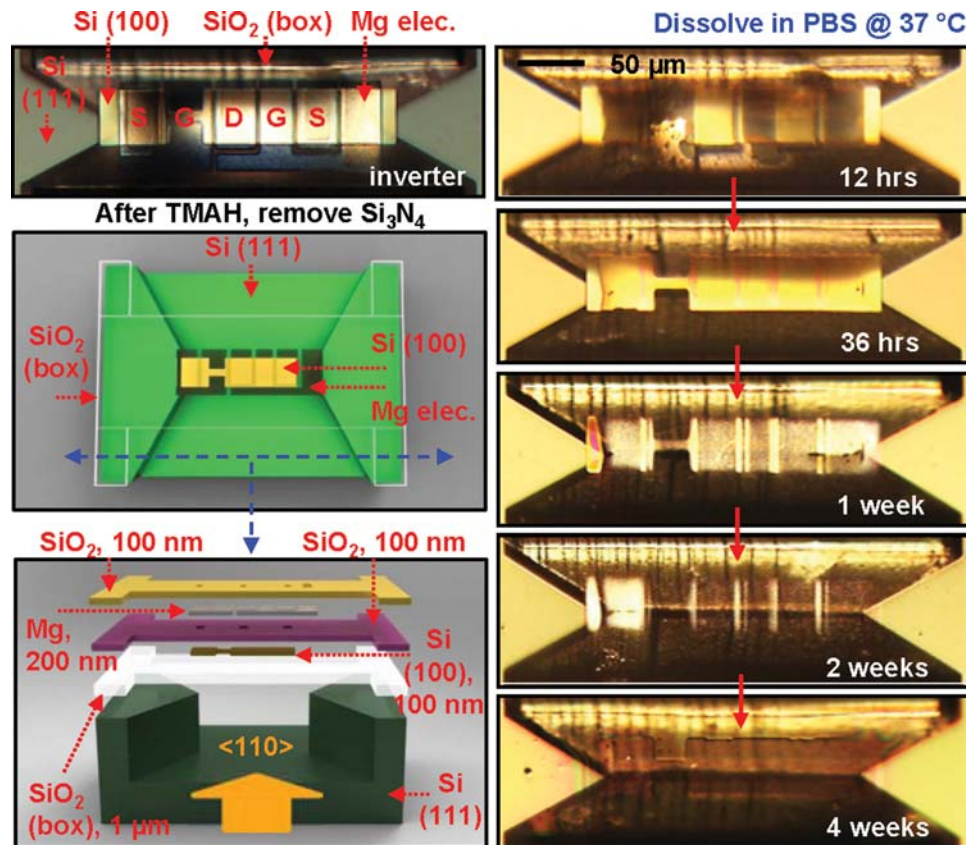 Si (100)
SiO2 (box)
Mg elec.
Si
(111)
S G D G S
inverter
After TMAH, remove Si3N4
Si (111)
SiO2
(box)
Si (100)
Mg elec.
SiO2, 100 nm
SiO2, 100 nm
Mg,
200 nm
Si
(100),
100 nm
<110>
SiO2
(box), 1 µm
Si
(111)
Dissolve in PBS @ 37 °C
50 µm
12 hrs
36 hrs
1 week
2 weeks
4 weeks